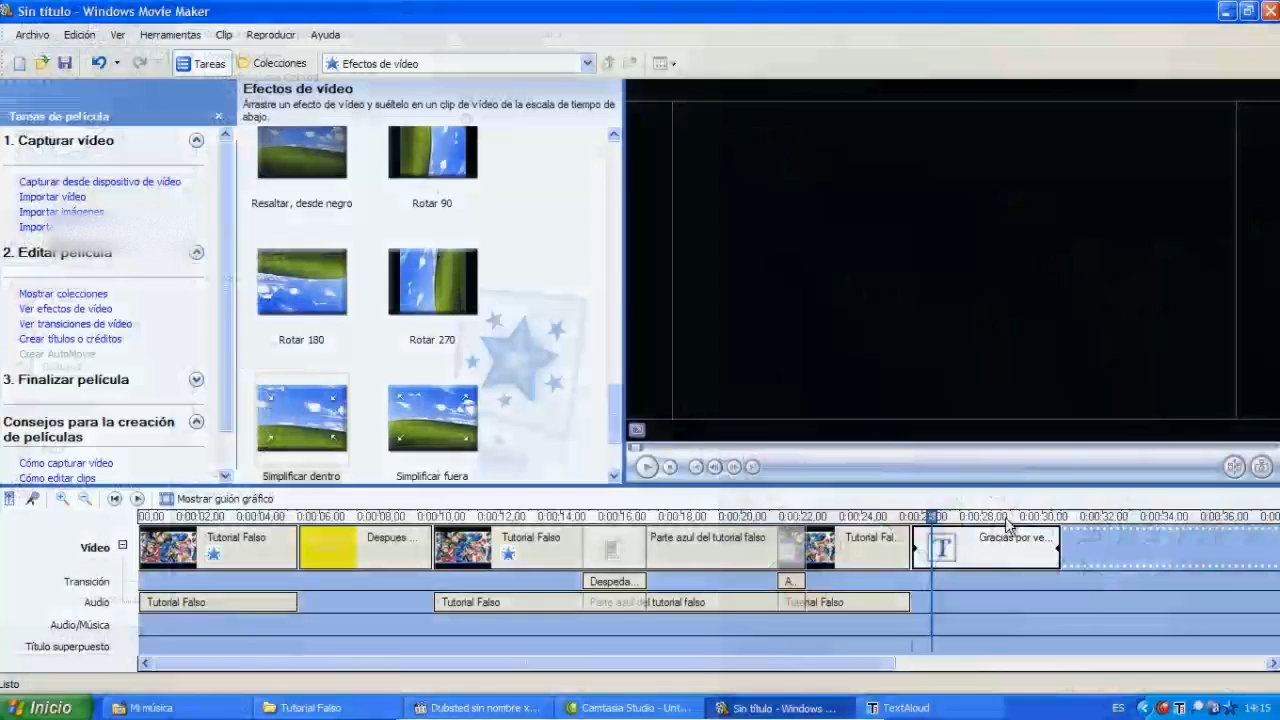 Sin título - Windows Movie Maker
Archivo Edición Ver Herramientas Clip Reproducir Ayuda
Tareas Colecciones Efectos de vídeo
Tareas de película
1. Capturar vídeo
Capturar desde dispositivo de vídeo
Importar vídeo
Importar imágenes
2. Editar película
Mostrar colecciones
Ver efectos de vídeo
Ver transiciones de vídeo
Crear títulos o créditos
Crear AutoMovie
3. Finalizar película
Consejos para la creación
de películas
Cómo capturar vídeo
Cómo editar clips
Efectos de vídeo
Arrastre un efecto de vídeo y suéltelo en un clip de vídeo de la escala de tiempo de
abajo.
Resaltar, desde negro Rotar 90
Rotar 180 Rotar 270
Simplificar dentro Simplificar fuera
Mostrar guión gráfico
00,00 0:00:02,00 0:00:04,00 0:00:06,00 0:00:08,00 0:00:10,00 0:00:12,00 0:00:14,00 0:00:16,00 0:00:18,00 0:00:20,00 0:00:22,00 0:00:24,00 0:00:28,00 0:00:30,00 0:00:32,00 0:00:34,00 0:00:36,00
Vídeo Tutorial Falso Despues ... Tutorial Falso Parte azul del tutorial falso Tutorial Fal... T Gracias por ve...
Transición Despeda... A...
Audio Tutorial Falso Tutorial Falso Parte azul del tutorial falso Tutorial Falso
Audio/Música
Título superpuesto
Listo
Inicio Mi música Tutorial Falso Dubsted sin nombre x... Camtasia Studio - Unt... Sin título - Windows ... TextAloud ES 14:15